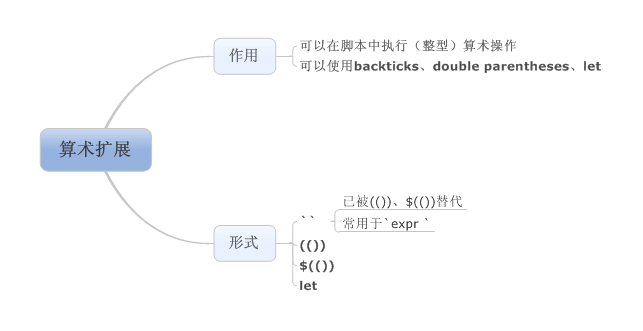 算术扩展
作用
可以在脚本中执行（整型）算术操作
可以使用backticks、double parentheses、let
形式
``
已被(())、$(())替代
常用于`expr `
(())
$(())
let